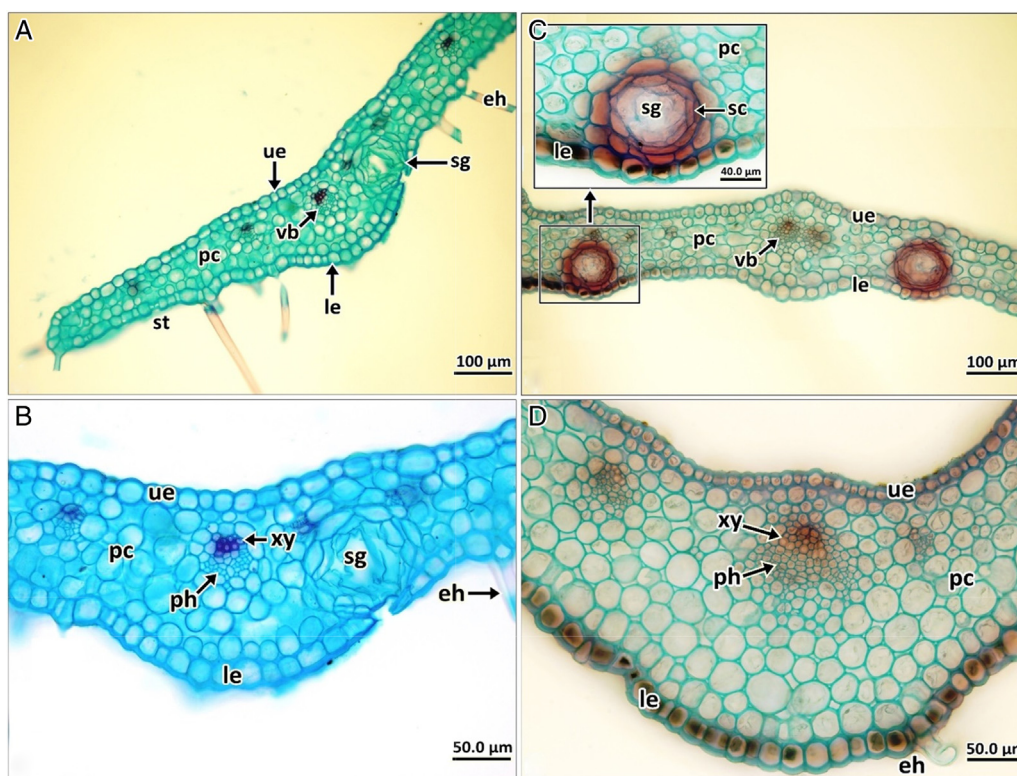 A
eh
ue
sg
vb
pc
le
st
100 µm
C
pc
sg
sc
le
40.0 µm
ue
pc
vb
le
100 µm
B
ue
xy
pc
sg
ph
eh
le
50.0 µm
D
ue
xy
ph
pc
le
eh
50.0 µm